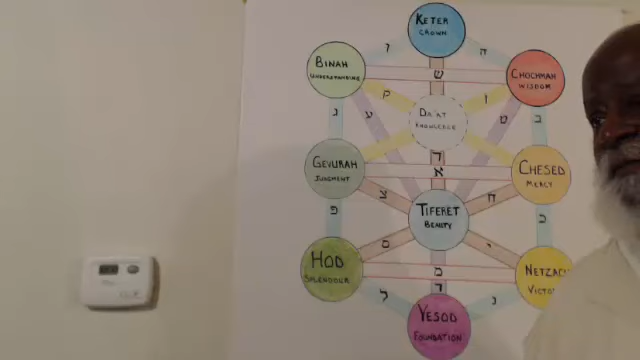 KETER
CROWN
ו
ה
BINAH
UNDERSTANDING
ש
CHOCHMAH
WISDOM
ק
DA'AT
KNOWLEDGE
ע
ג
ב
ד
GEVURAH
JUDGMENT
א
CHESED
MERCY
צ
ח
פ
TIFERET
BEAUTY
כ
ס
י
HOD
SPLENDOUR
מ
NETZACH
ל
ר
נ
YESOD
FOUNDATION